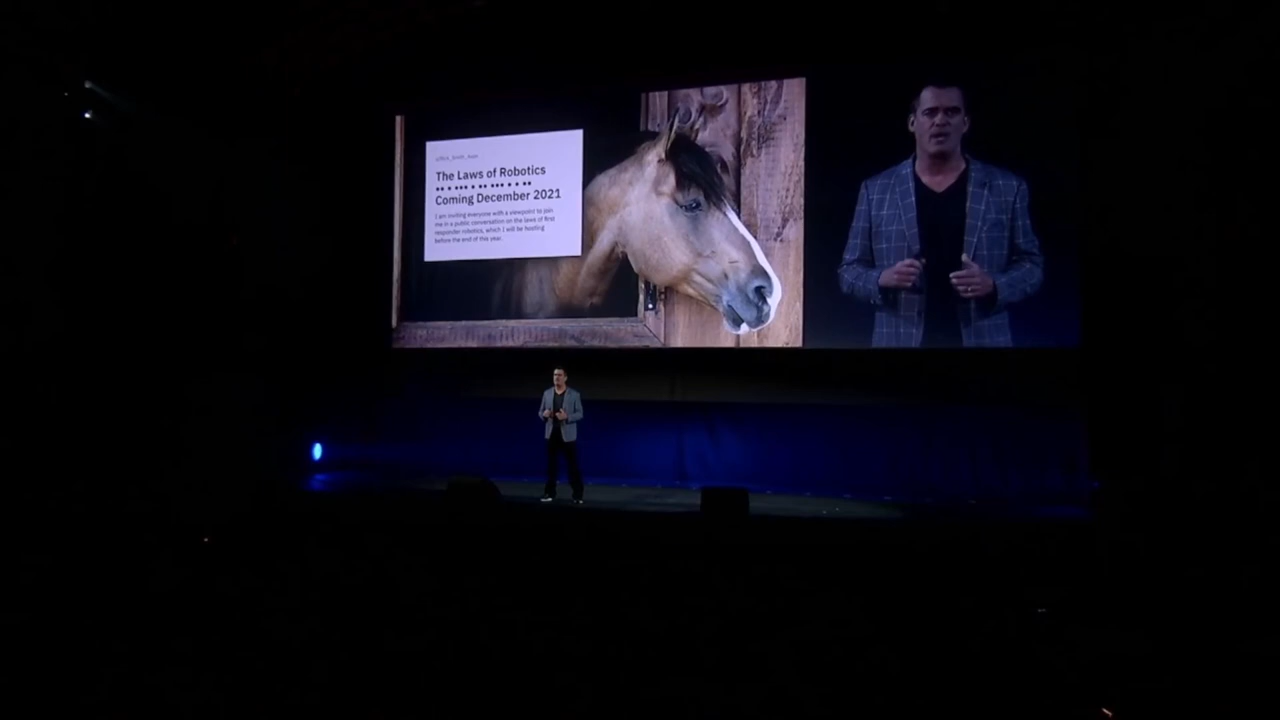 The Laws of Robotics
Coming December 2021
I am inviting everyone with a viewpoint to join
me in a public conversation on the laws of first
responder robotics, which I will be hosting
before the end of this year.